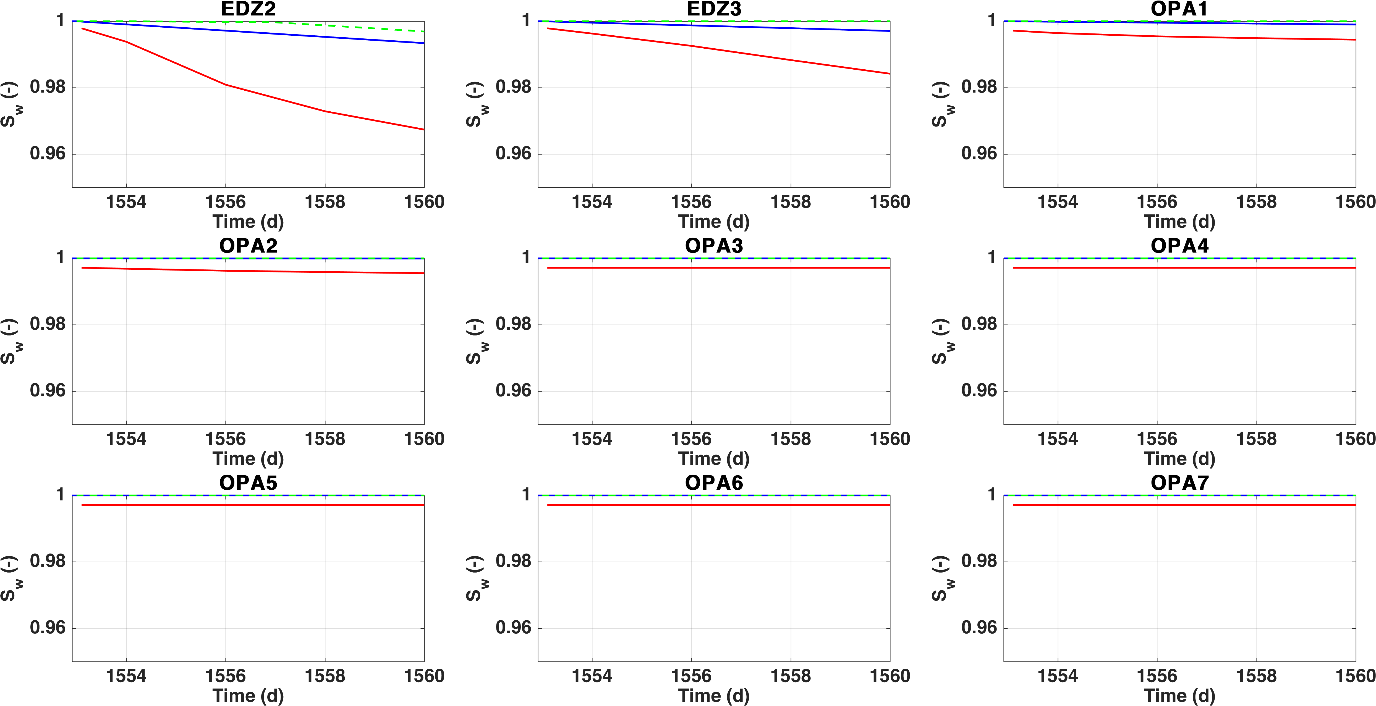 EDZ2
EDZ3
OPA1
1
0.98
0.96
S_w (-)
1554 1556 1558 1560
Time (d)
1
0.98
0.96
S_w (-)
1554 1556 1558 1560
Time (d)
1
0.98
0.96
S_w (-)
1554 1556 1558 1560
Time (d)
OPA2
OPA3
OPA4
1
0.98
0.96
S_w (-)
1554 1556 1558 1560
Time (d)
1
0.98
0.96
S_w (-)
1554 1556 1558 1560
Time (d)
1
0.98
0.96
S_w (-)
1554 1556 1558 1560
Time (d)
OPA5
OPA6
OPA7
1
0.98
0.96
S_w (-)
1554 1556 1558 1560
Time (d)
1
0.98
0.96
S_w (-)
1554 1556 1558 1560
Time (d)
1
0.98
0.96
S_w (-)
1554 1556 1558 1560
Time (d)